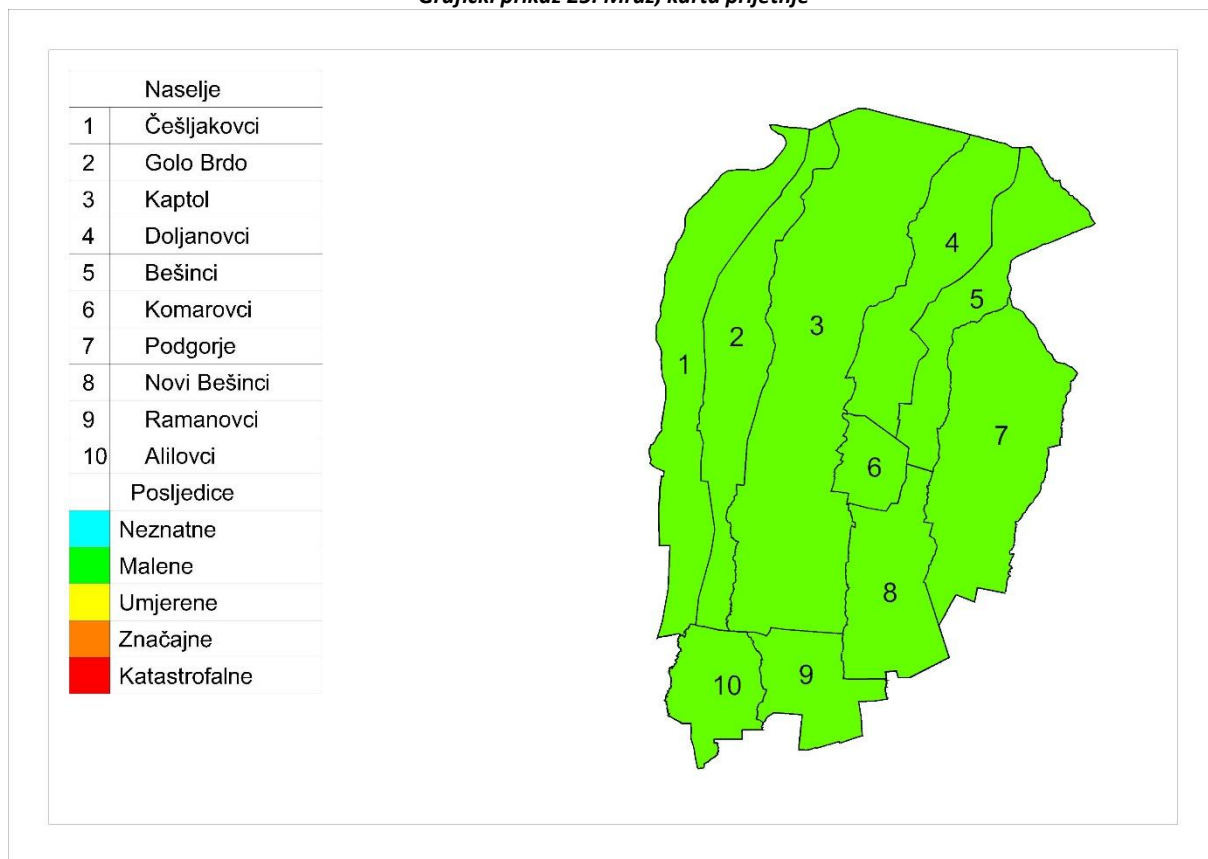 Grafički prikaz 25. Mraz, karta prijetnje
Naselje
1 Češljakovci
2 Golo Brdo
3 Kaptol
4 Doljanovci
5 Bešinci
6 Komarovci
7 Podgorje
8 Novi Bešinci
9 Ramanovci
10 Alilovci
Posljedice
Neznatne
Malene
Umjerene
Značajne
Katastrofalne
4
5
3
2
1
7
6
8
9
10